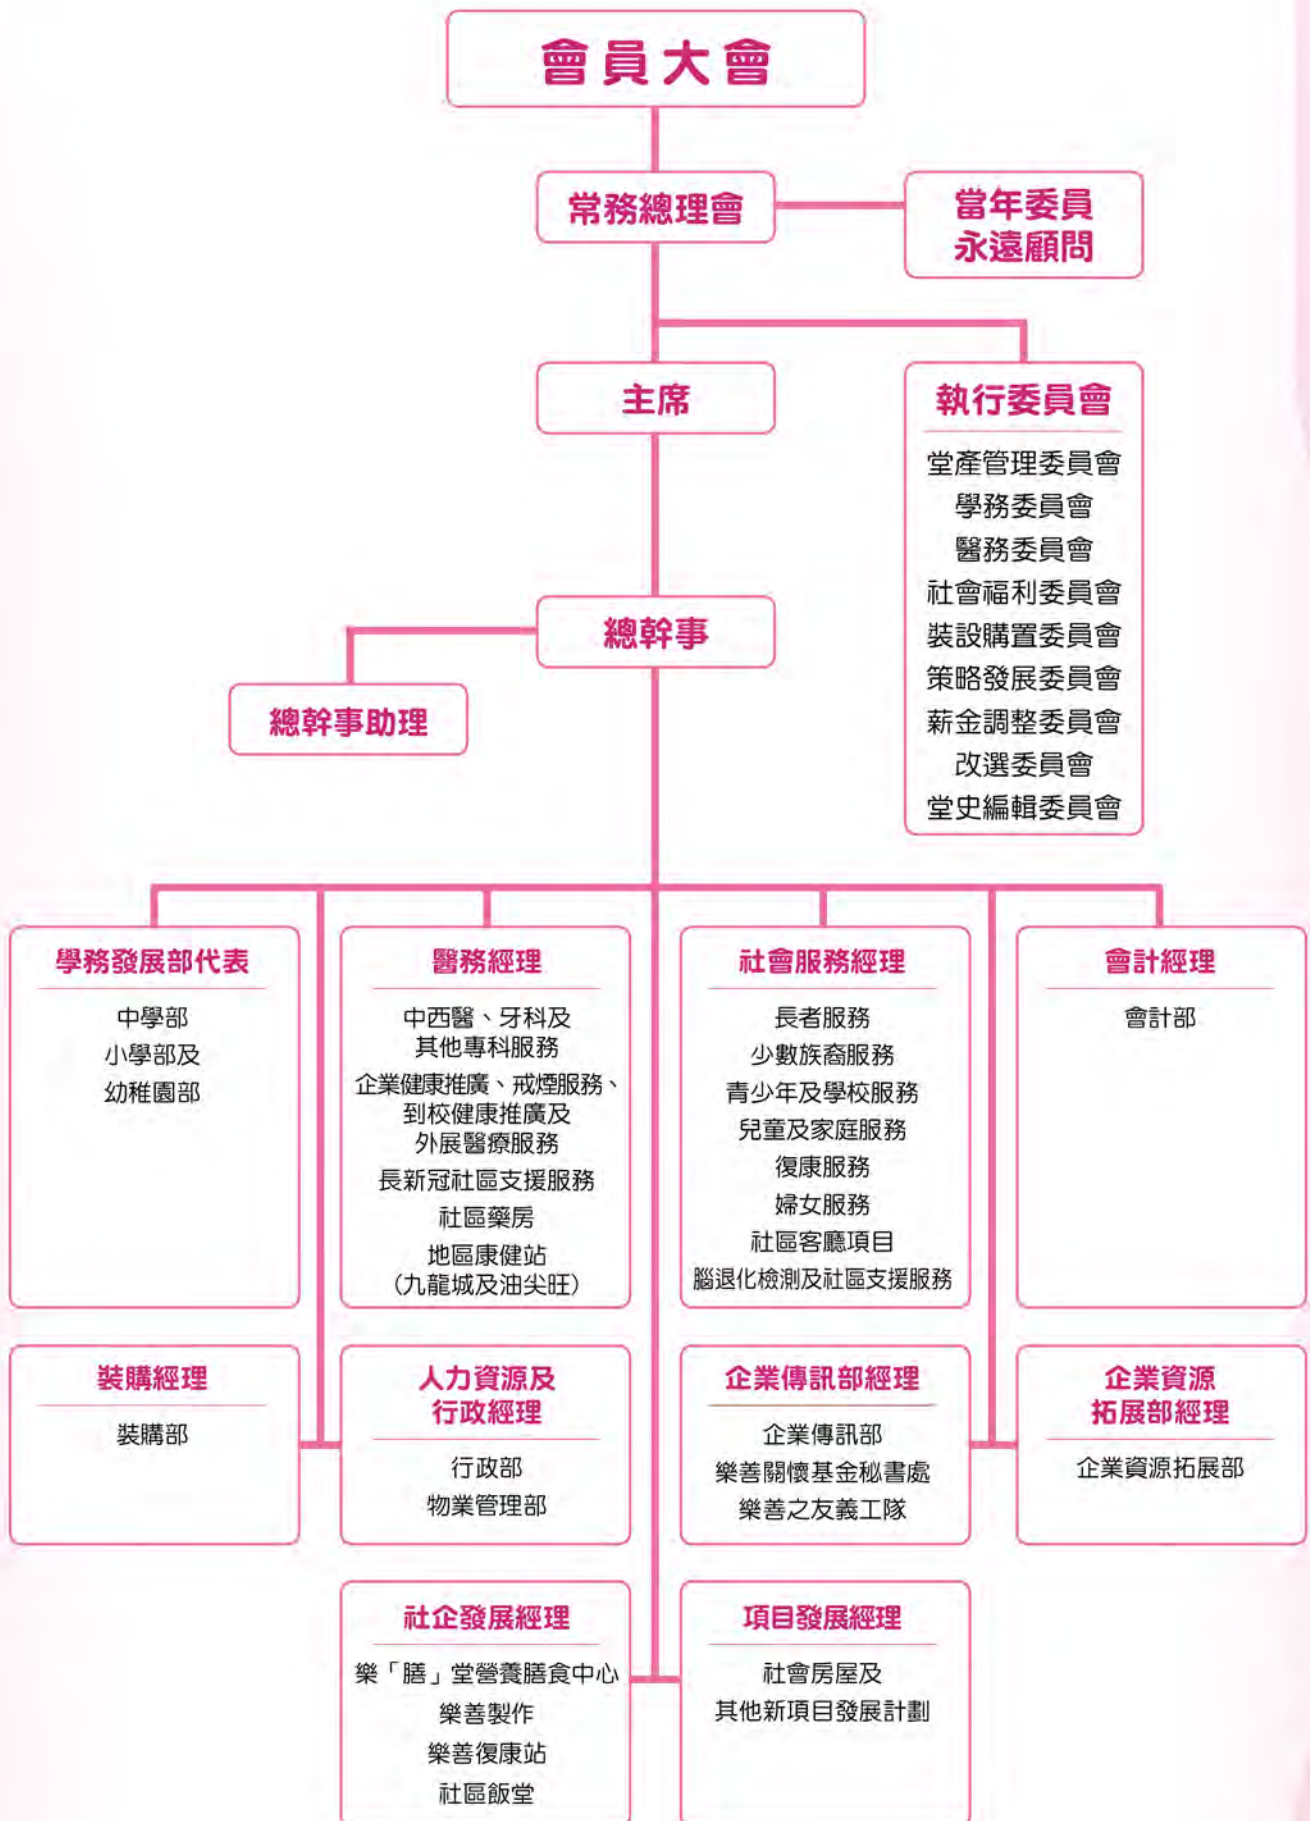 會員大會
常務總理會
當年委員
永遠顧問
主席
執行委員會
堂產管理委員會
學務委員會
醫務委員會
社會福利委員會
裝設購置委員會
策略發展委員會
薪金調整委員會
改選委員會
堂史編輯委員會
總幹事
總幹事助理
學務發展部代表
中學部
小學部及
幼稚園部
醫務經理
中西醫、牙科及
其他專科服務
企業健康推廣、戒煙服務、
到校健康推廣及
外展醫療服務
長新冠社區支援服務
社區藥房
地區康健站
（九龍城及油尖旺）
社會服務經理
長者服務
少數族裔服務
青少年及學校服務
兒童及家庭服務
復康服務
婦女服務
社區客廳項目
腦退化檢測及社區支援服務
會計經理
會計部
裝購經理
裝購部
人力資源及
行政經理
行政部
物業管理部
企業傳訊部經理
企業傳訊部
樂善關懷基金秘書處
樂善之友義工隊
企業資源
拓展部經理
企業資源拓展部
社企發展經理
樂「膳」堂營養膳食中心
樂善製作
樂善復康站
社區飯堂
項目發展經理
社會房屋及
其他新項目發展計劃